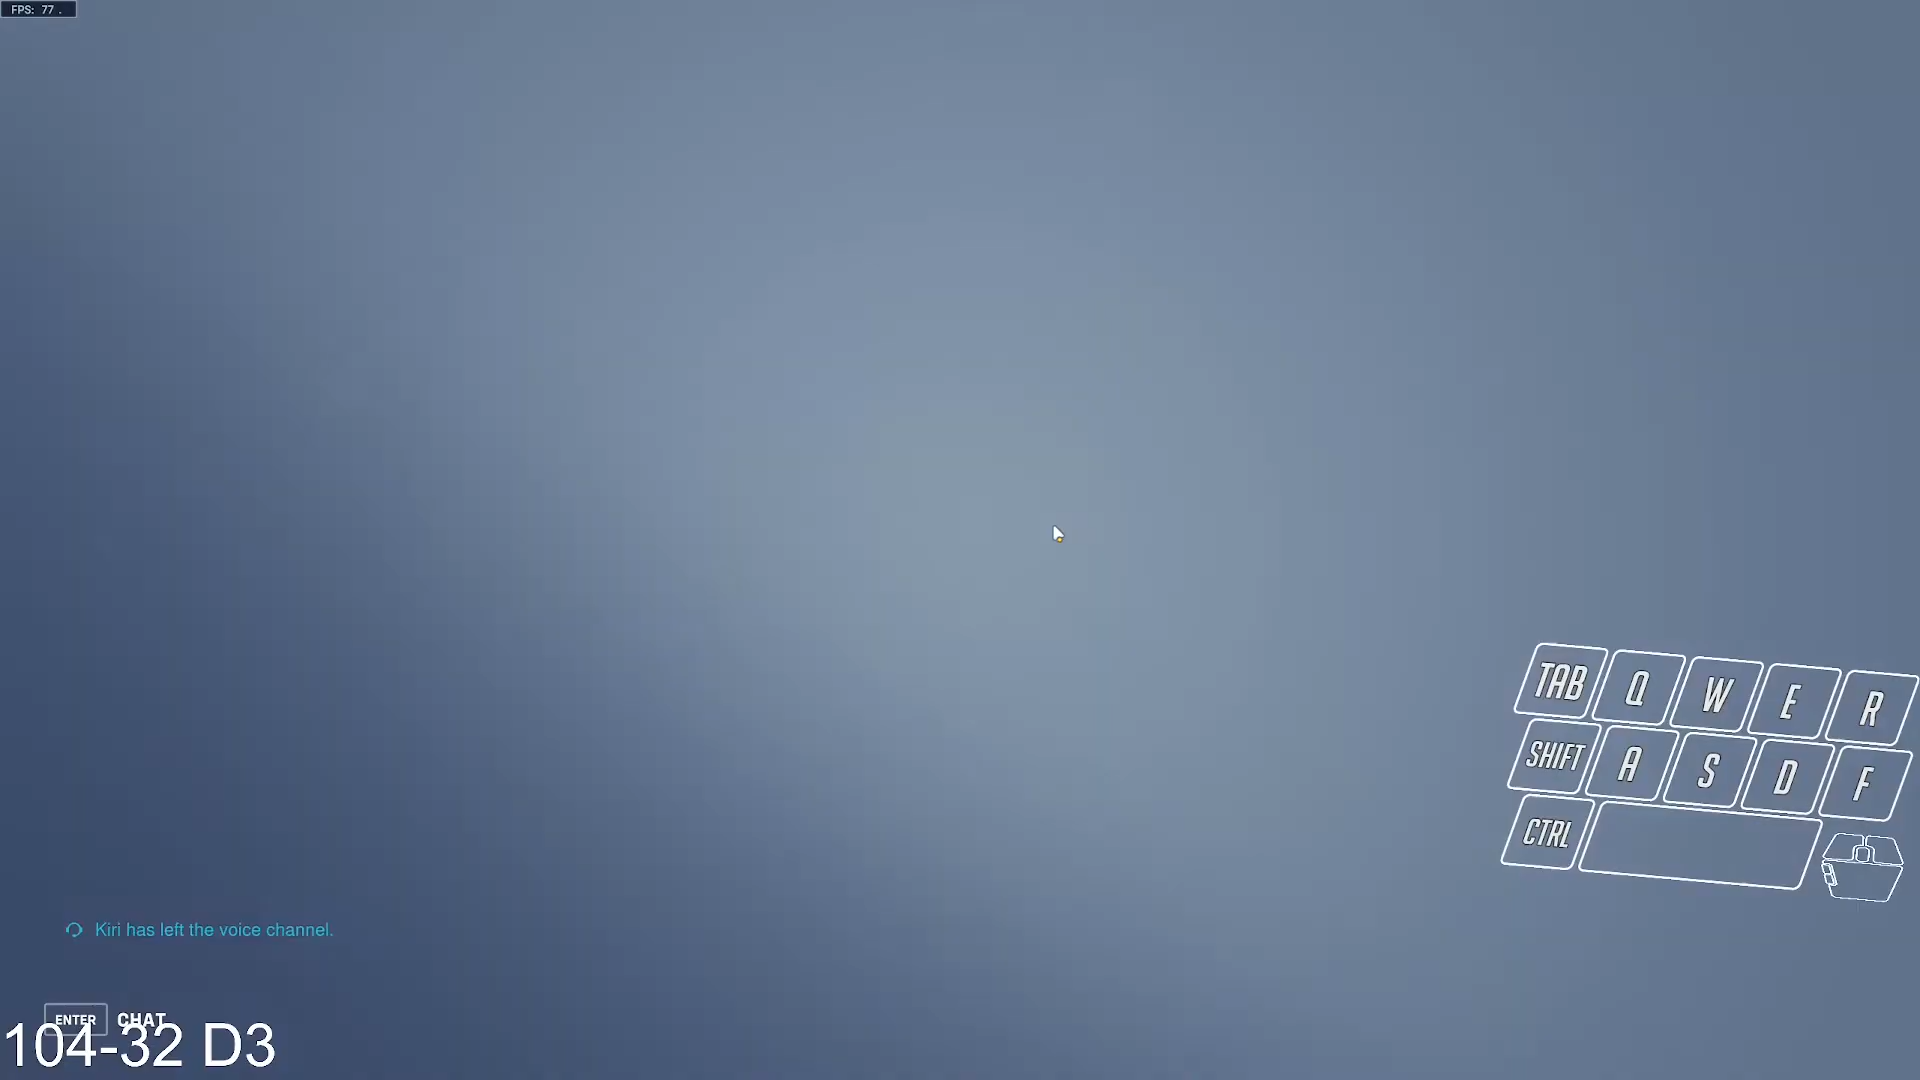 FPS: 77 .
TAB Q W E R
SHIFT A S D F
CTRL
Kiri has left the voice channel.
ENTER CHAT
104-32 D3